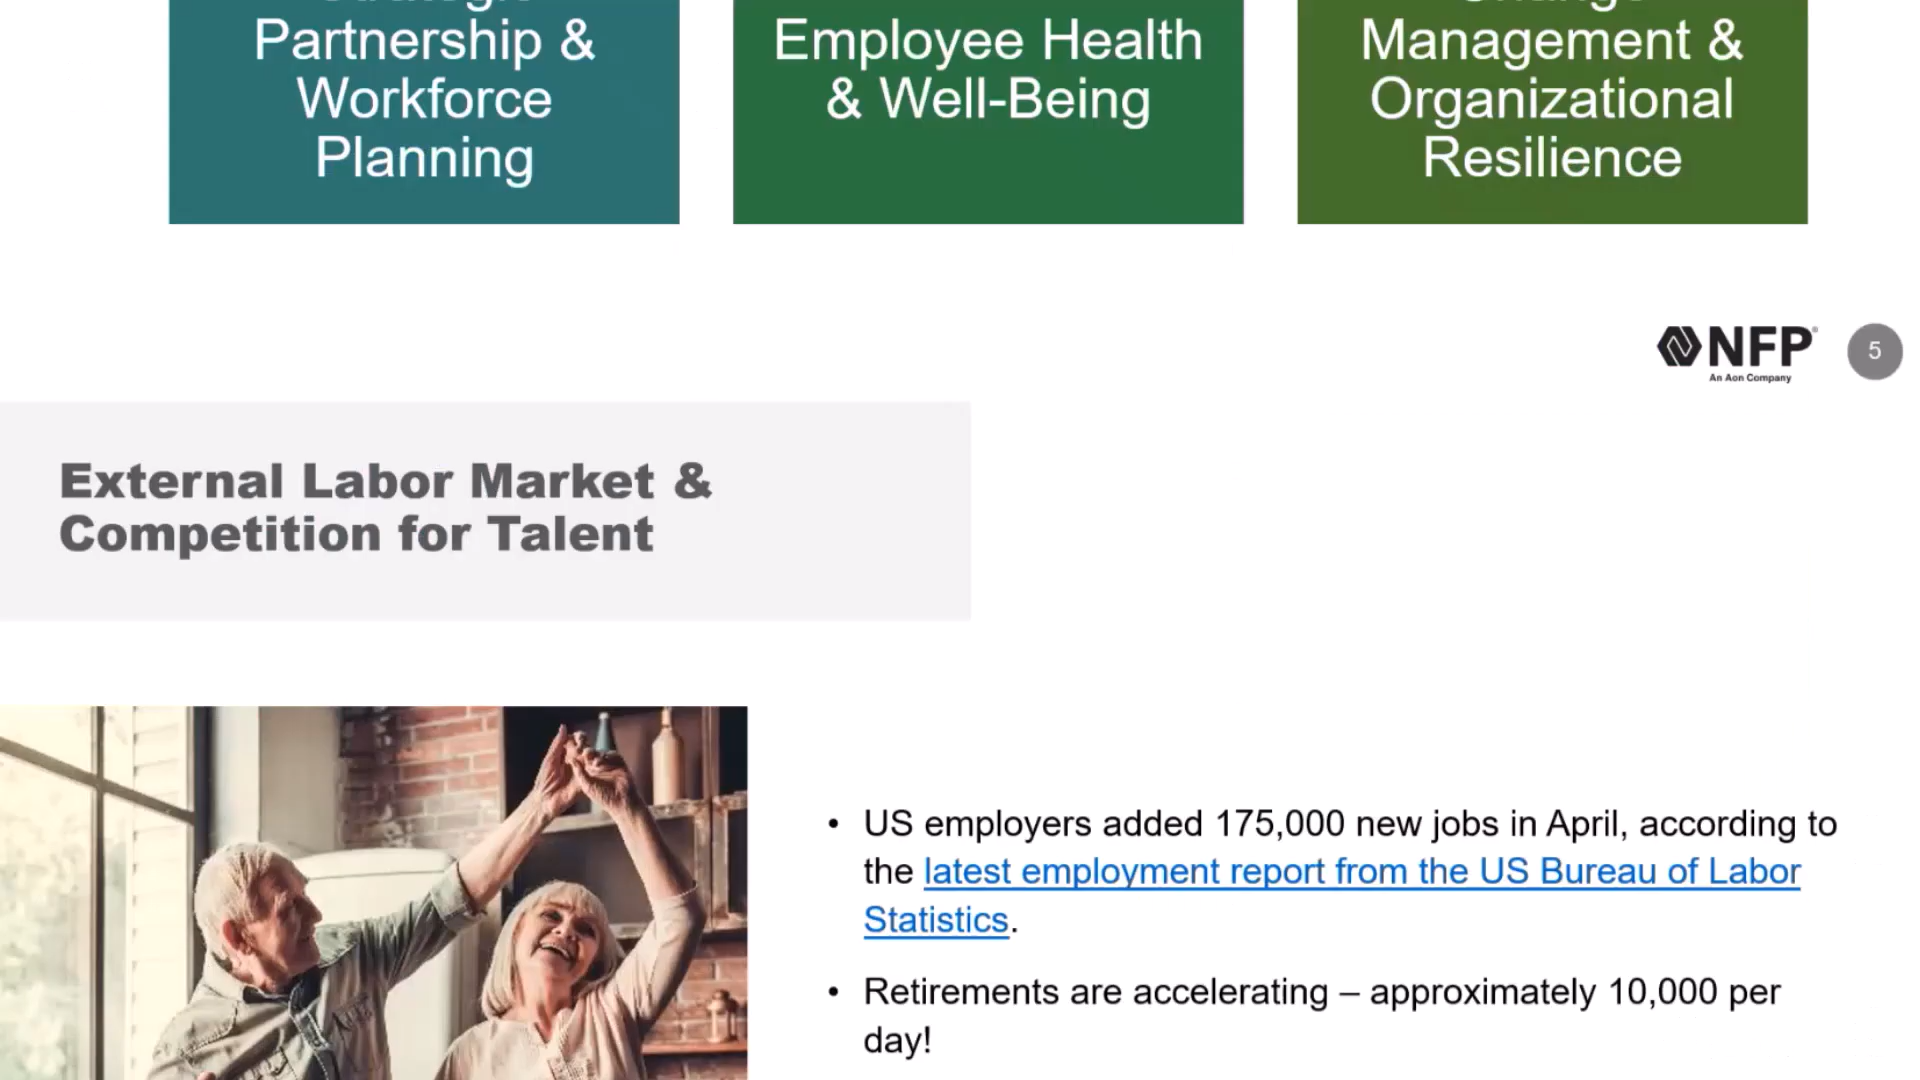 Partnership &
Workforce
Planning
Employee Health
& Well-Being
Management &
Organizational
Resilience
NFP®
An Aon Company
5
External Labor Market &
Competition for Talent
• US employers added 175,000 new jobs in April, according to
the latest employment report from the US Bureau of Labor
Statistics.
• Retirements are accelerating – approximately 10,000 per
day!